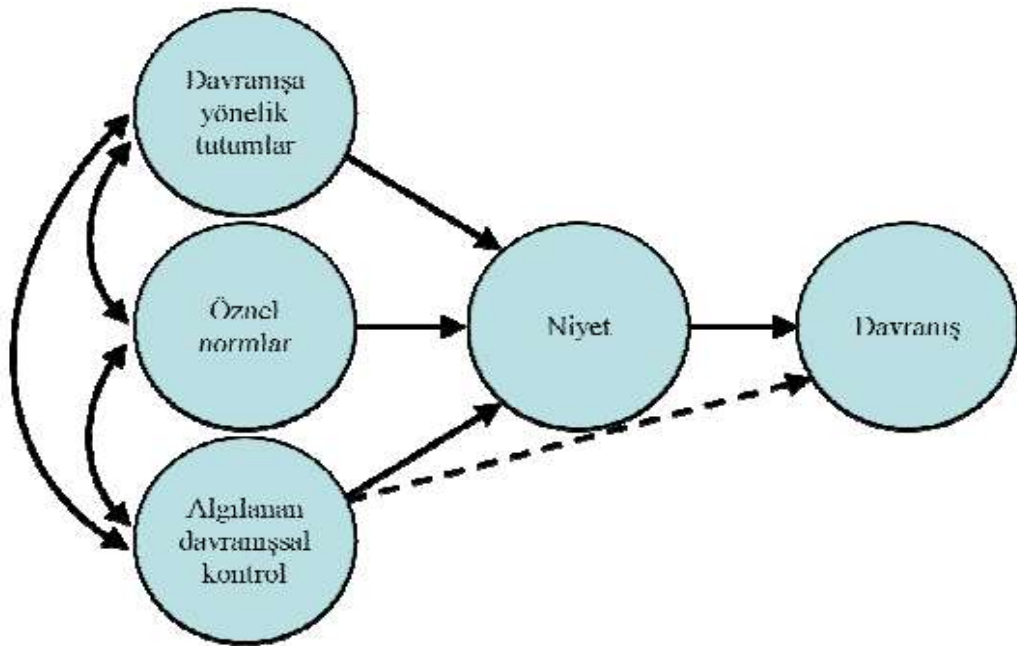 Davranışa
yönelik
tutumlar
Öznel
normlar
Niyet
Davranış
Algılanan
davranışsal
kontrol